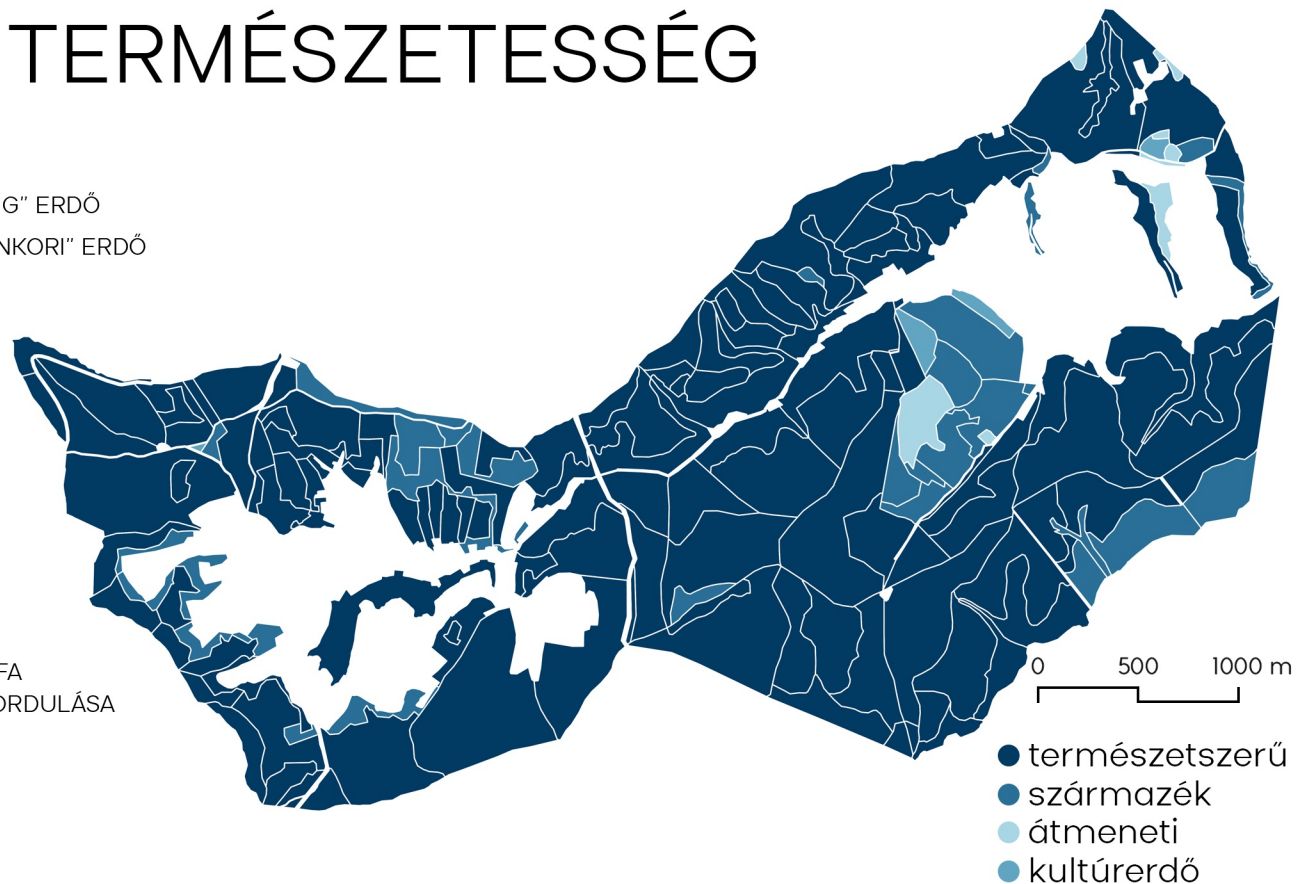 TERMÉSZETESSÉG
G" ERDŐ
NKORI" ERDŐ
FA
ORDULÁSA
0 500 1000 m
természetszerű
származék
átmeneti
kultúrerdő